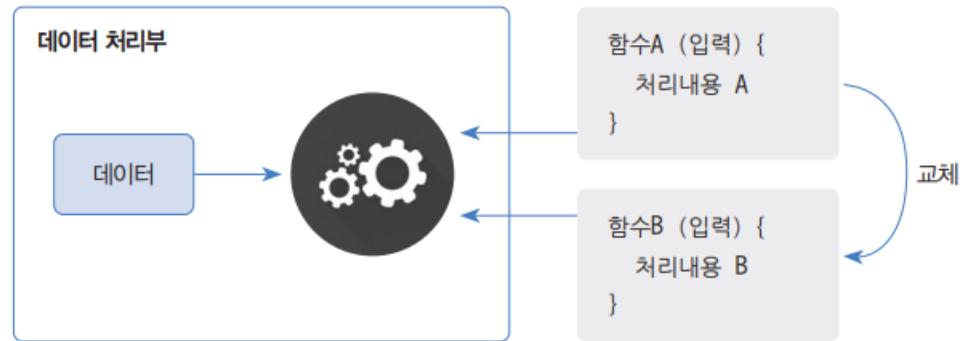 데이터 처리부
데이터
함수A (입력) {
처리내용 A
}
함수B (입력) {
처리내용 B
}
교체